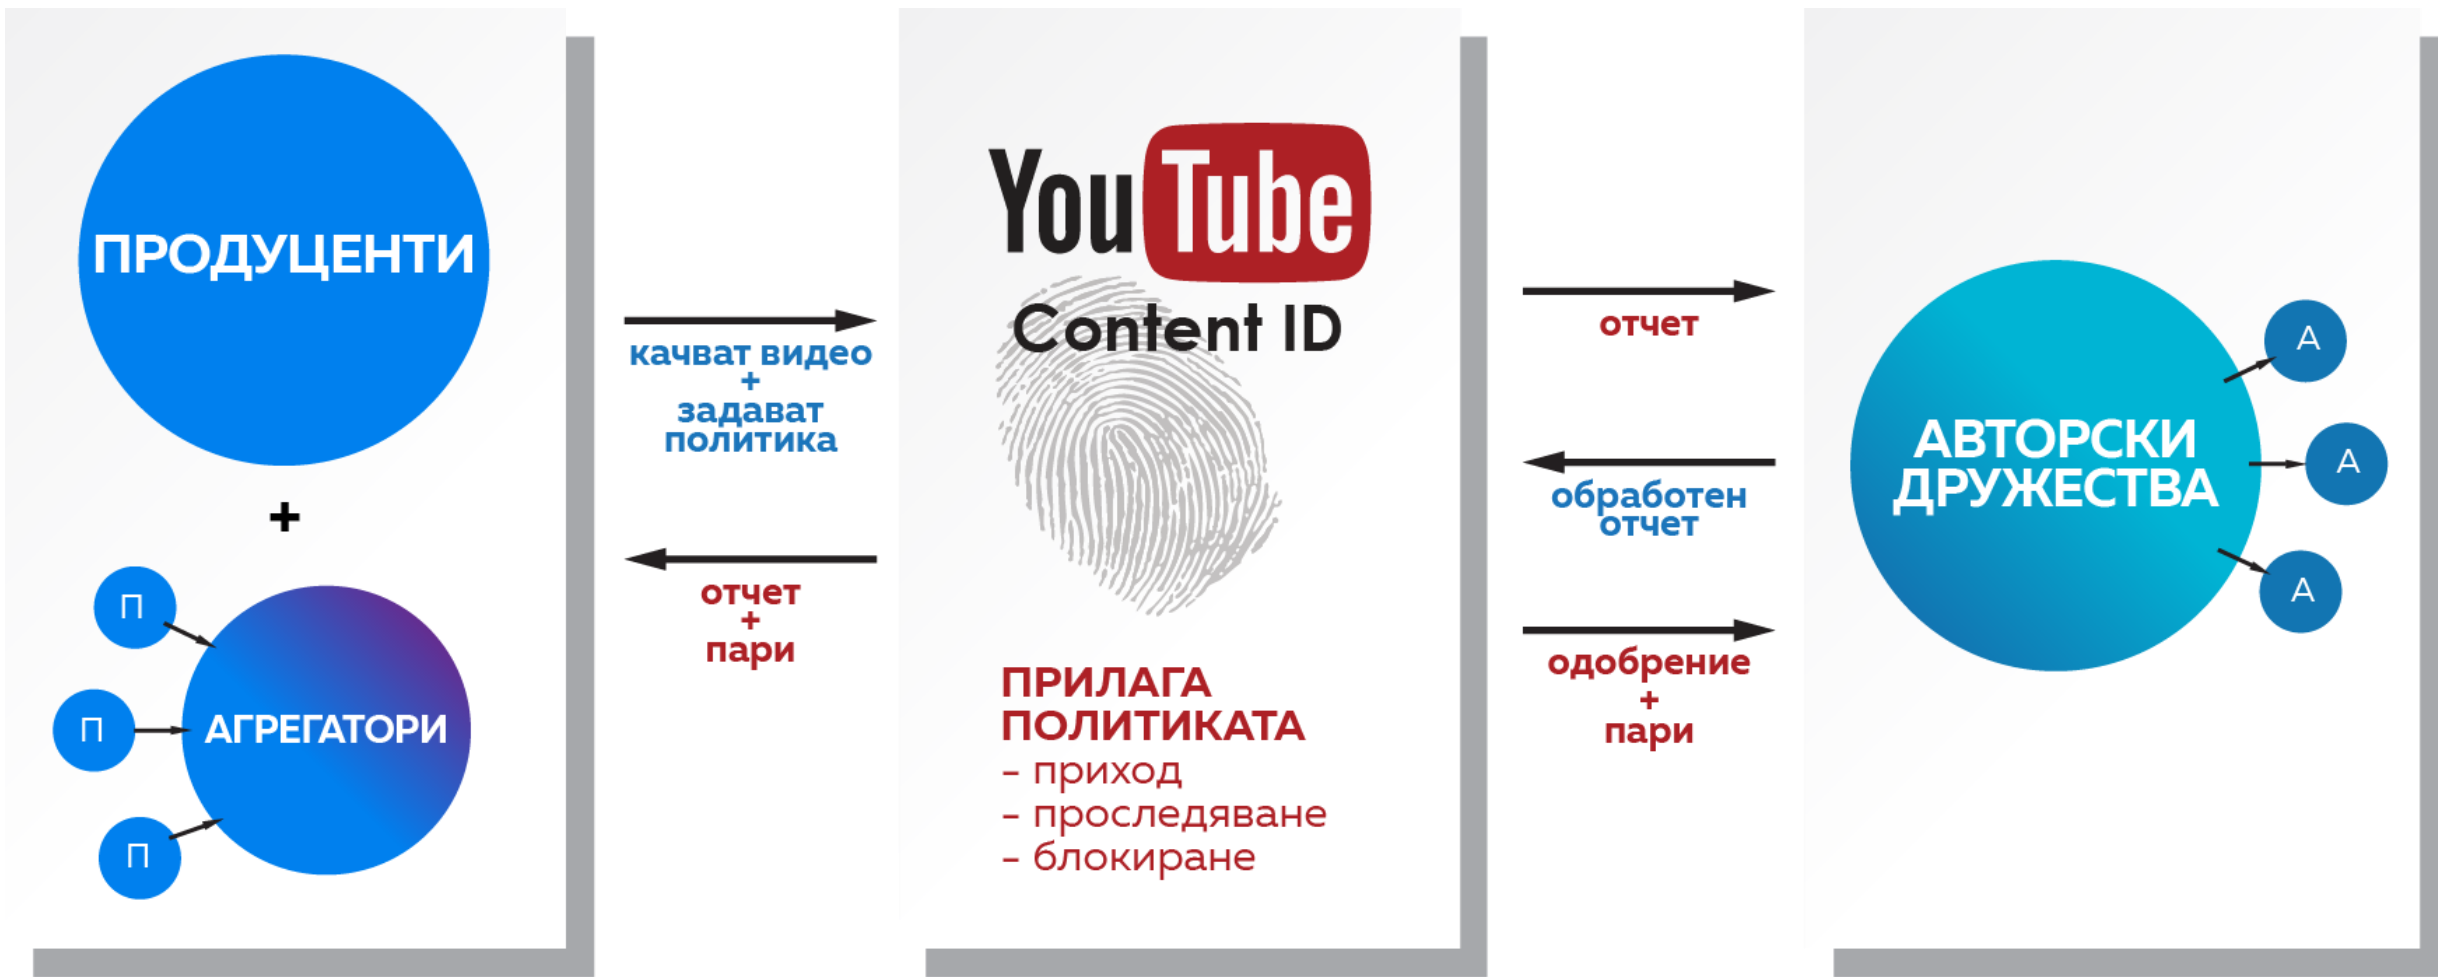 ПРОДУЦЕНТИ
+
П
П
П
АГРЕГАТОРИ
качват видео
+
задават
политика
отчет
+
пари
YouTube
Content ID
ПРИЛАГА
ПОЛИТИКАТА
- приход
- проследяване
- блокиране
отчет
обработен
отчет
одобрение
+
пари
АВТОРСКИ
ДРУЖЕСТВА
А
А
А